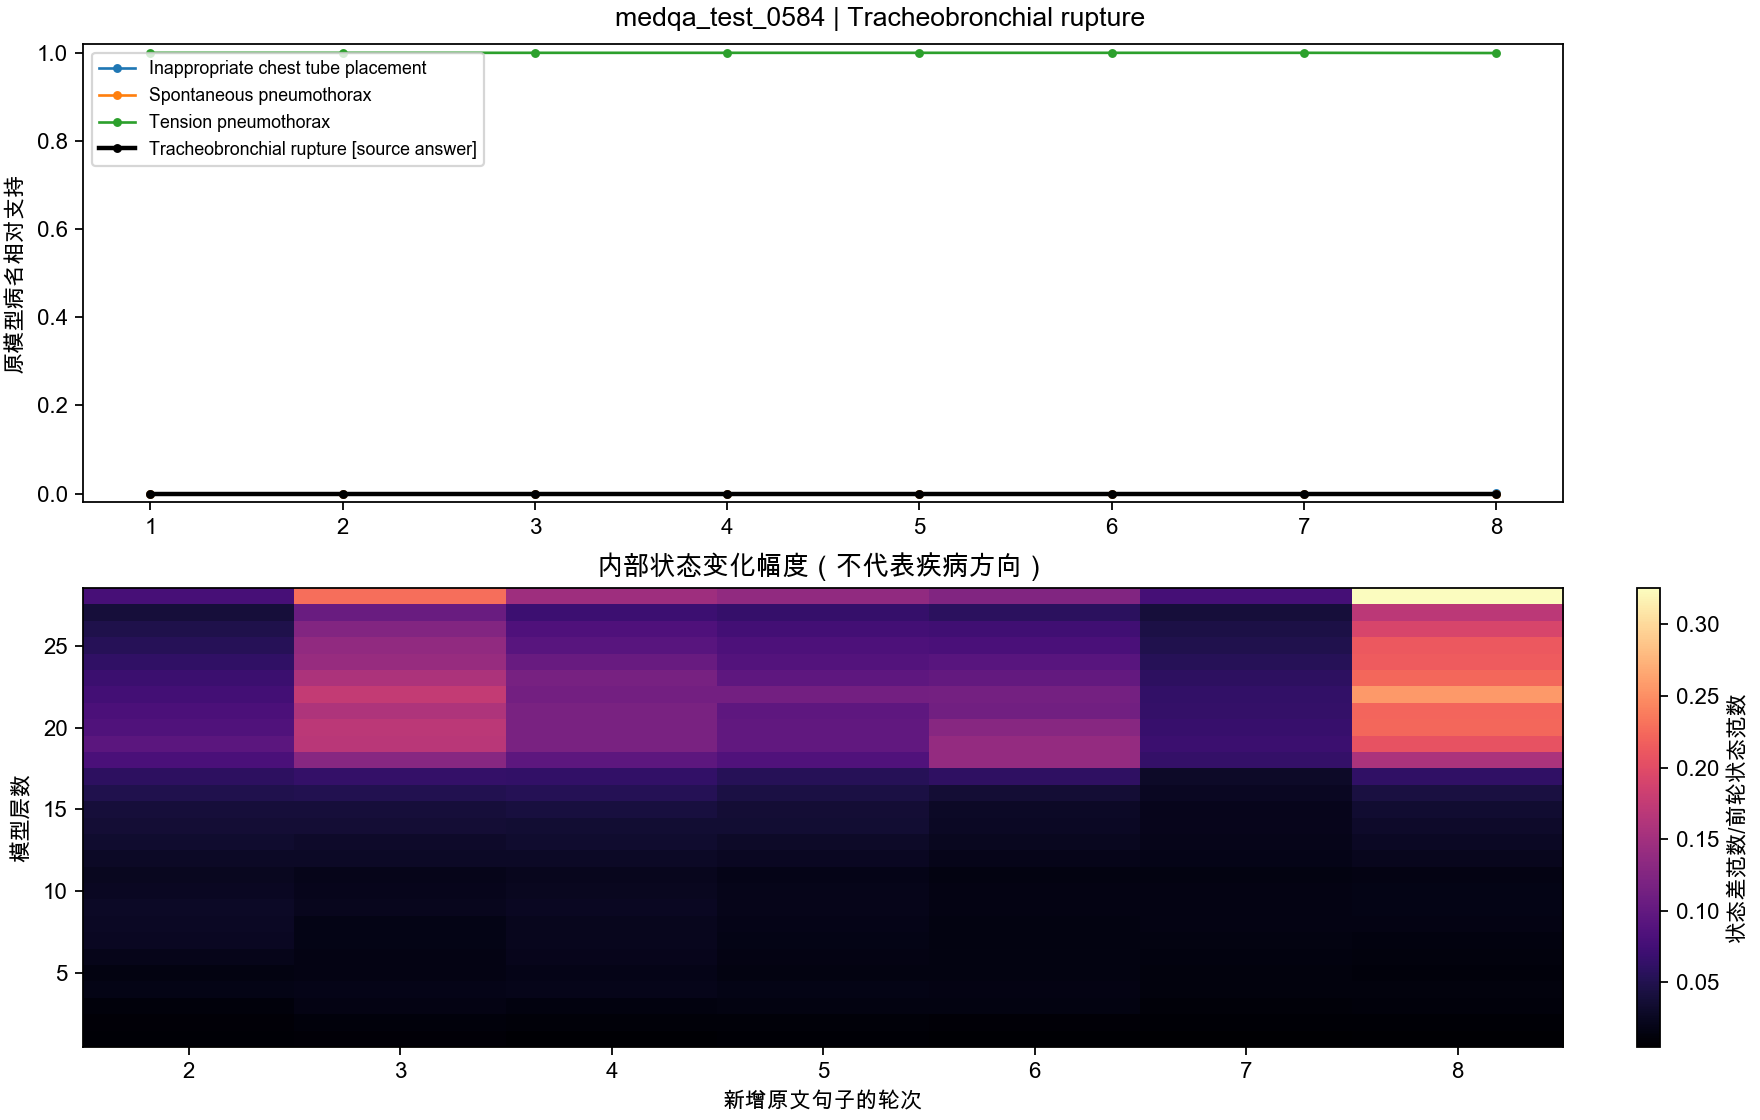 medqa_test_0584 | Tracheobronchial rupture
原模型病名相对支持
1.0
0.8
0.6
0.4
0.2
0.0
Inappropriate chest tube placement
Spontaneous pneumothorax
Tension pneumothorax
Tracheobronchial rupture [source answer]
1 2 3 4 5 6 7 8
内部状态变化幅度（不代表疾病方向）
模型层数
25
20
15
10
5
2 3 4 5 6 7 8
新增原文句子的轮次
0.30
0.25
0.20
0.15
0.10
0.05
状态差范数/前轮状态范数